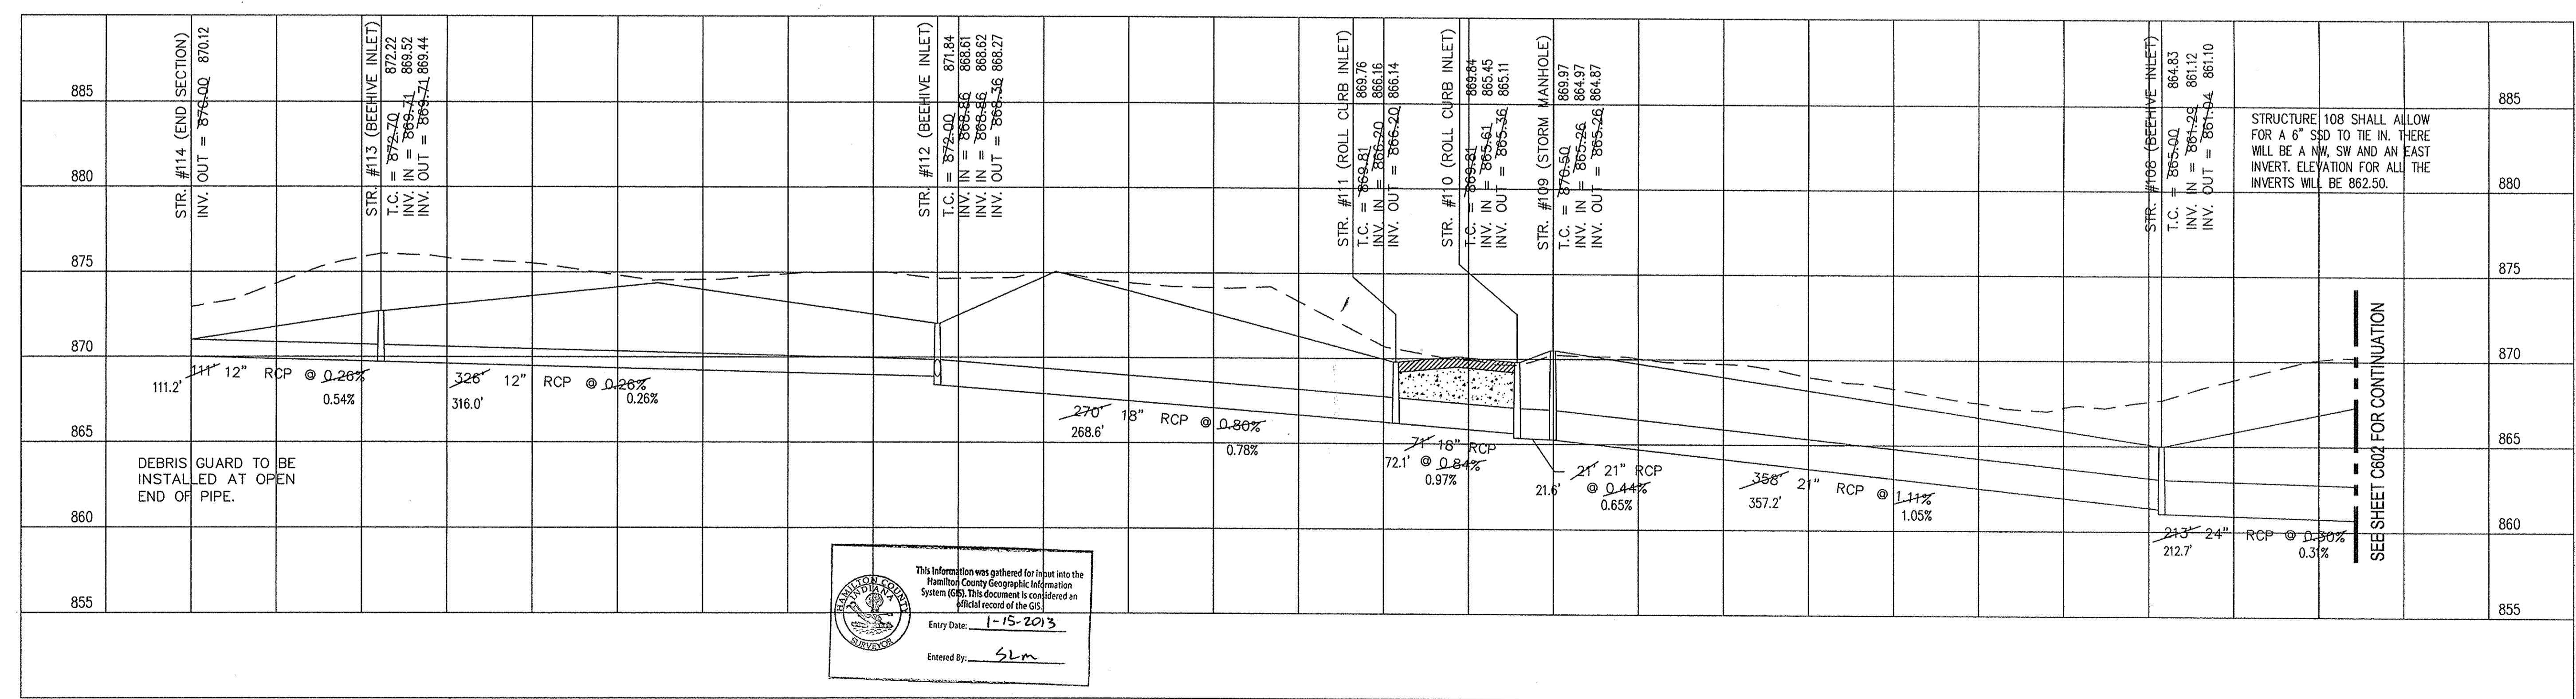 STR. #114 (END SECTION)
INV. OUT = 870.00 870.12
STR. #113 (BEEHIVE INLET)
T.C. = 872.70 872.22
INV. IN = 869.71 869.52
INV. OUT = 869.71 869.44
STR. #112 (BEEHIVE INLET)
T.C. = 872.00 871.84
INV. IN = 868.86 868.61
INV. IN = 868.86 868.62
INV. OUT = 868.36 868.27
STR. #111 (ROLL CURB INLET)
T.C. = 869.81 869.76
INV. IN = 866.20 866.16
INV. OUT = 866.20 866.14
STR. #110 (ROLL CURB INLET)
T.C. = 869.81 869.84
INV. IN = 865.61 865.45
INV. OUT = 865.36 865.11
STR. #109 (STORM MANHOLE)
T.C. = 870.50 869.97
INV. IN = 865.26 864.97
INV. OUT = 865.26 864.87
STR. #108 (BEEHIVE INLET)
T.C. = 865.00 864.83
INV. IN = 861.29 861.12
INV. OUT = 861.04 861.10
STRUCTURE 108 SHALL ALLOW
FOR A 6" SSD TO TIE IN. THERE
WILL BE A NW, SW AND AN EAST
INVERT. ELEVATION FOR ALL THE
INVERTS WILL BE 862.50.
885 885
880 880
875 875
870 870
865 865
860 860
855 855
111' 12" RCP @ 0.26%
111.2' 0.54%
326' 12" RCP @ 0.26%
316.0' 0.26%
270' 18" RCP @ 0.80%
268.6' 0.78%
71' 18" RCP
72.1' @ 0.84%
0.97%
21' 21" RCP
21.6' @ 0.44%
0.65%
358' 21" RCP @ 1.11%
357.2' 1.05%
213' 24" RCP @ 0.30%
212.7' 0.31%
DEBRIS GUARD TO BE
INSTALLED AT OPEN
END OF PIPE.
SEE SHEET C602 FOR CONTINUATION
HAMILTON COUNTY
INDIANA
SURVEYOR
This Information was gathered for input into the
Hamilton County Geographic Information
System (GIS). This document is considered an
official record of the GIS.
Entry Date: 1-15-2013
Entered By: SLM